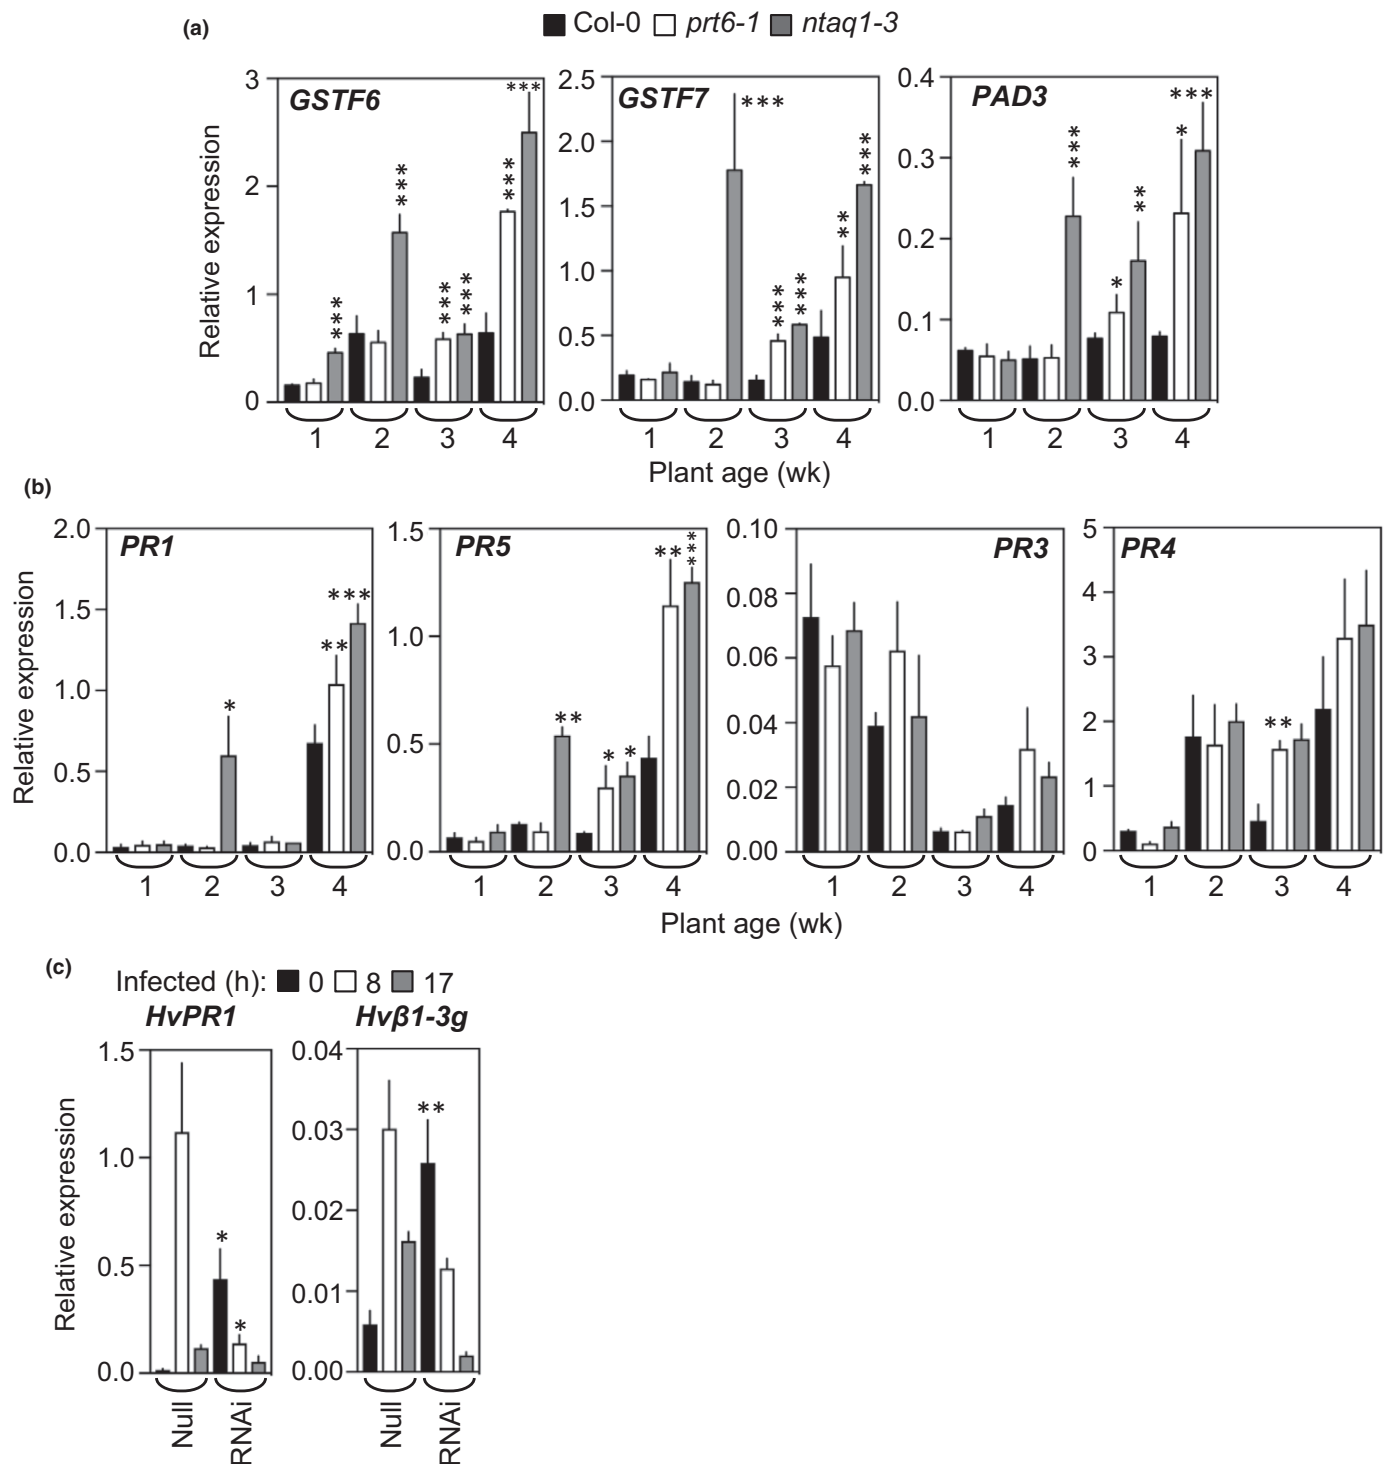 (a)
Col-0 prt6-1 ntaq1-3
GSTF6
GSTF7
PAD3
Relative expression
3
2
1
0
2.5
2.0
1.5
1.0
0.5
0.0
0.4
0.3
0.2
0.1
0.0
*** *** *** *** *** ***
*** *** *** ** ***
*** * ** * ***
1 2 3 4
1 2 3 4
1 2 3 4
Plant age (wk)
(b)
PR1
PR5
PR3
PR4
Relative expression
2.0
1.5
1.0
0.5
0.0
1.5
1.0
0.5
0.0
0.10
0.08
0.06
0.04
0.02
0.00
5
4
3
2
1
0
* ** ***
** * * ** ***
**
1 2 3 4
1 2 3 4
1 2 3 4
1 2 3 4
Plant age (wk)
(c)
Infected (h): 0 8 17
HvPR1
Hvβ1-3g
Relative expression
1.5
1.0
0.5
0.0
0.04
0.03
0.02
0.01
0.00
* *
**
Null RNAi
Null RNAi